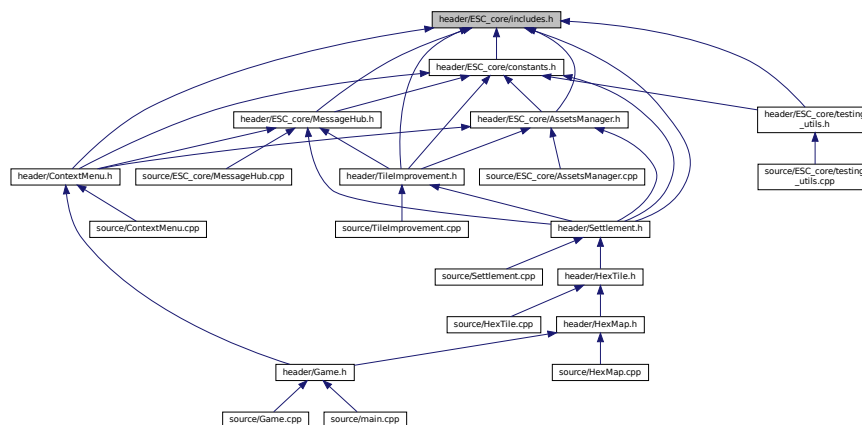 header/ESC_core/includes.h
header/ESC_core/constants.h
header/ESC_core/testing
_utils.h
header/ESC_core/MessageHub.h
header/ESC_core/AssetsManager.h
header/ContextMenu.h
source/ESC_core/MessageHub.cpp
header/TileImprovement.h
source/ESC_core/AssetsManager.cpp
source/ESC_core/testing
_utils.cpp
source/ContextMenu.cpp
source/TileImprovement.cpp
header/Settlement.h
source/Settlement.cpp
header/HexTile.h
source/HexTile.cpp
header/HexMap.h
header/Game.h
source/HexMap.cpp
source/Game.cpp
source/main.cpp